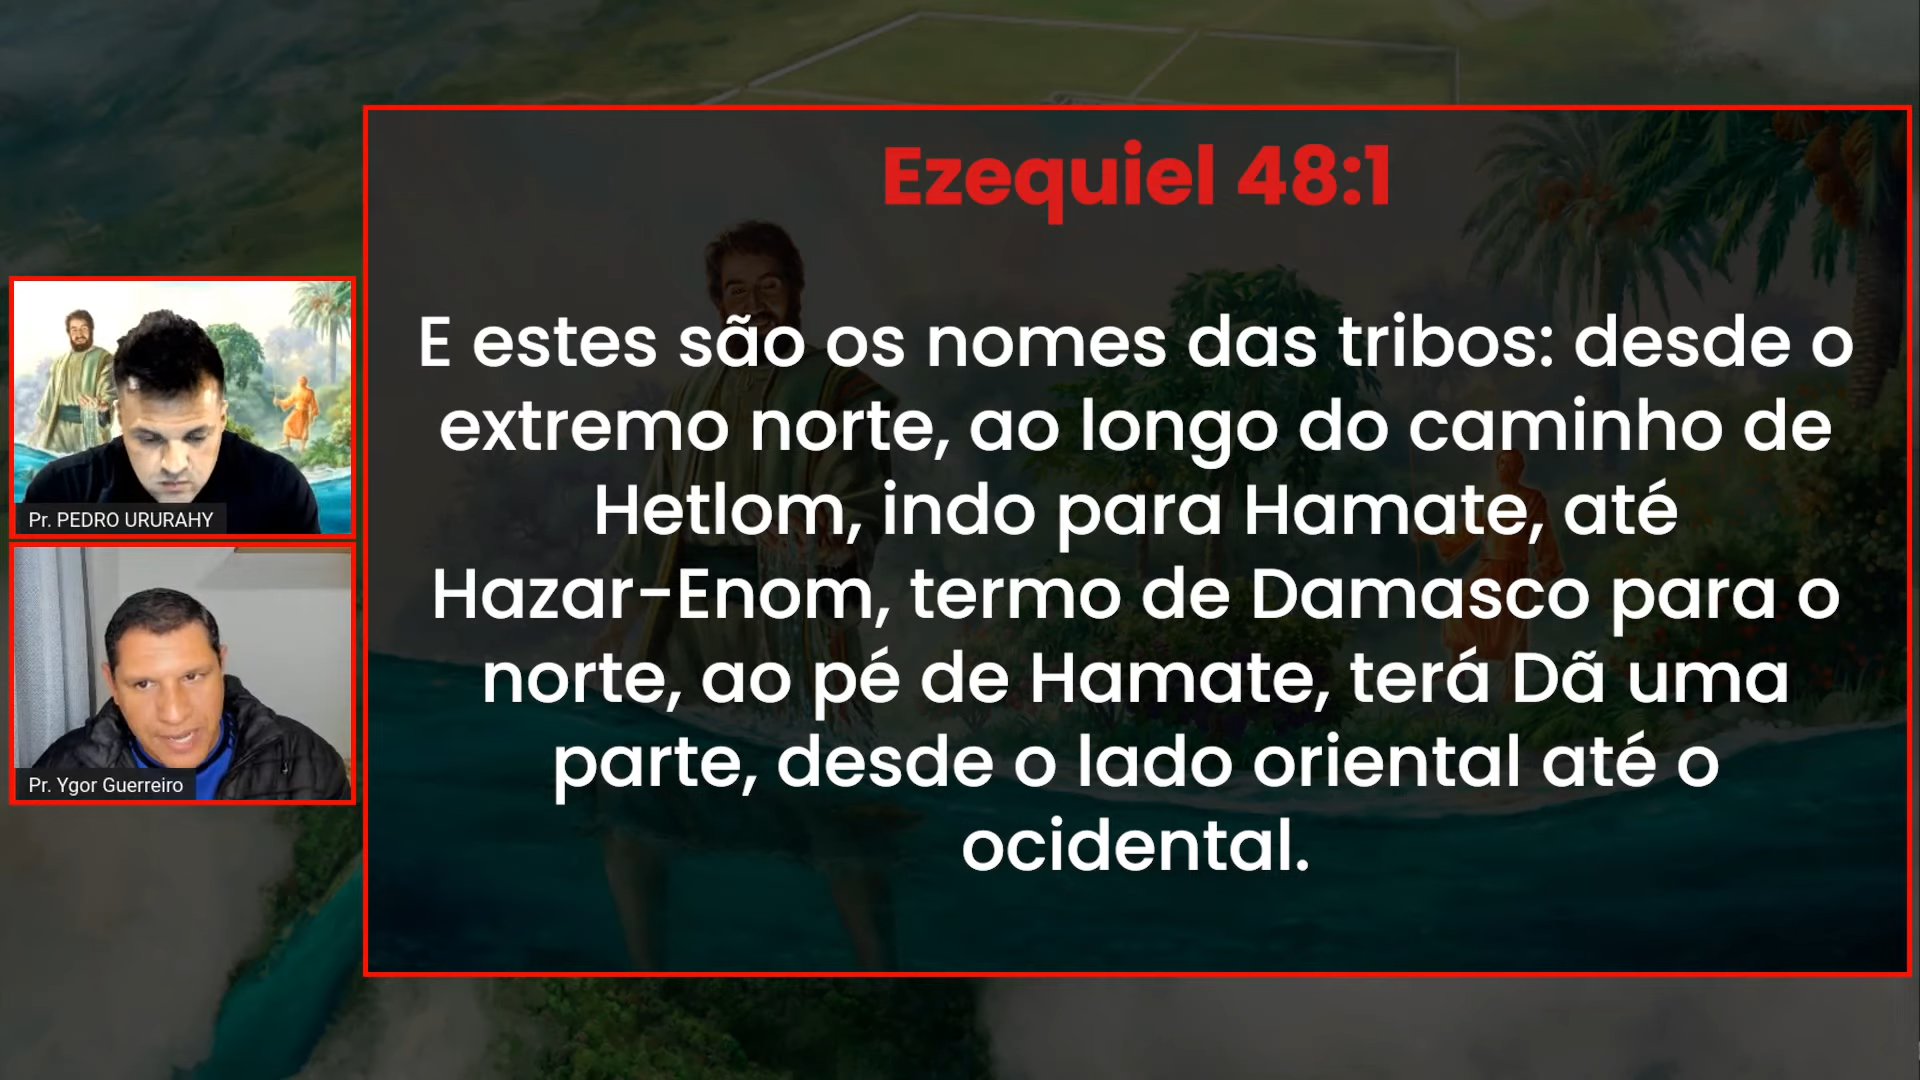 Ezequiel 48:1
E estes são os nomes das tribos: desde o
extremo norte, ao longo do caminho de
Hetlom, indo para Hamate, até
Hazar-Enom, termo de Damasco para o
norte, ao pé de Hamate, terá Dã uma
parte, desde o lado oriental até o
ocidental.
Pr. PEDRO URURAHY
Pr. Ygor Guerreiro